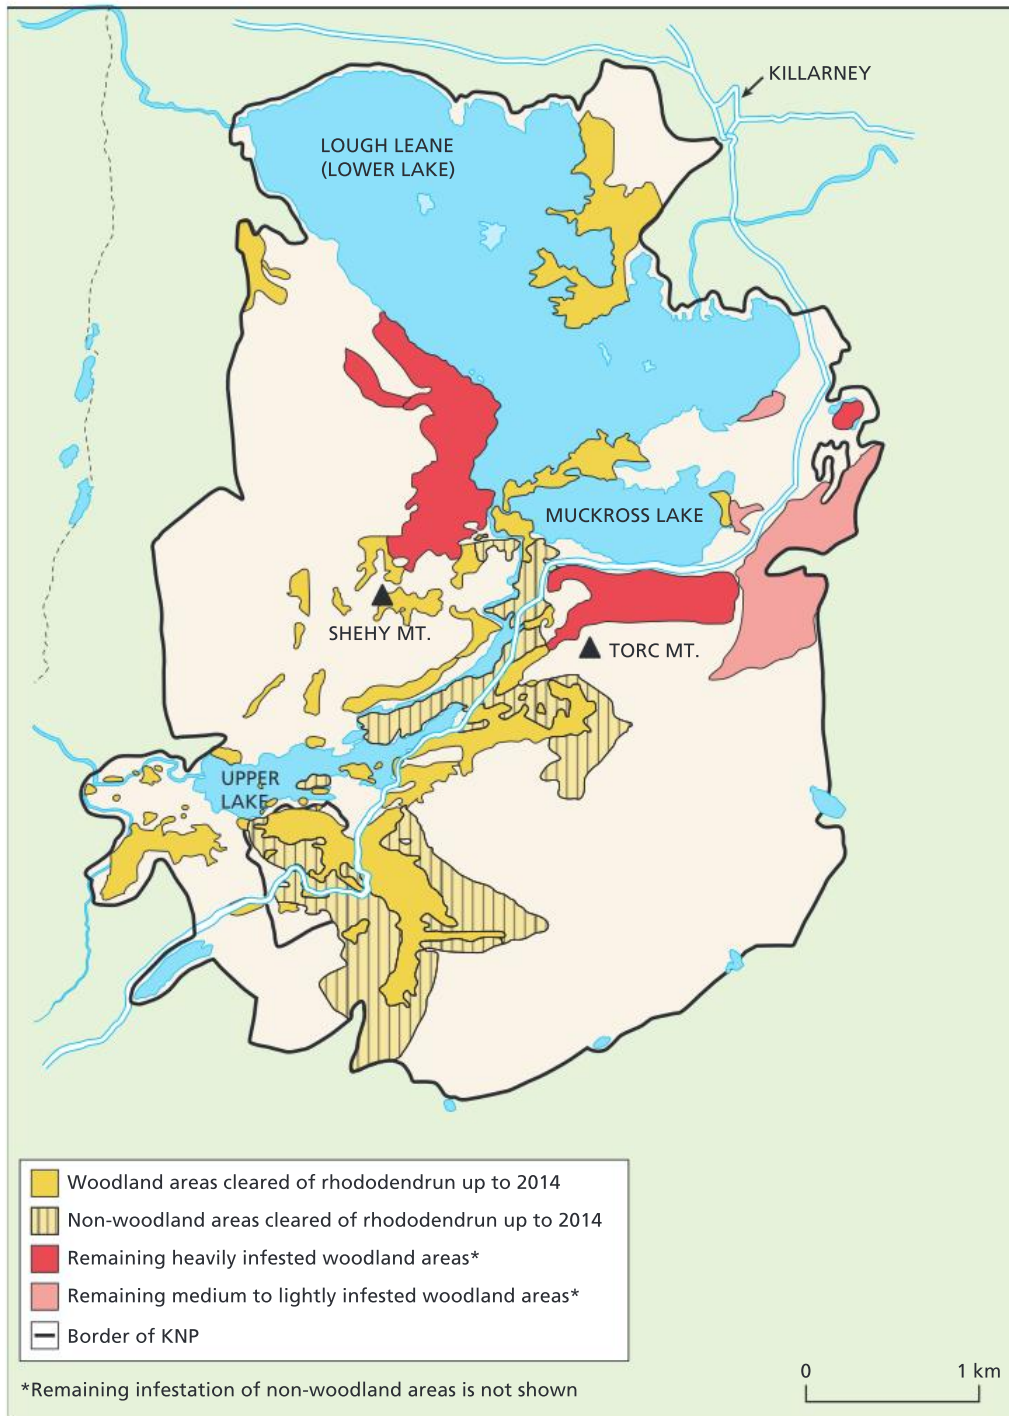 KILLARNEY
LOUGH LEANE
(LOWER LAKE)
MUCKROSS LAKE
SHEHY MT.
TORC MT.
UPPER
LAKE
Woodland areas cleared of rhododendrun up to 2014
Non-woodland areas cleared of rhododendrun up to 2014
Remaining heavily infested woodland areas*
Remaining medium to lightly infested woodland areas*
Border of KNP
*Remaining infestation of non-woodland areas is not shown
0 1 km